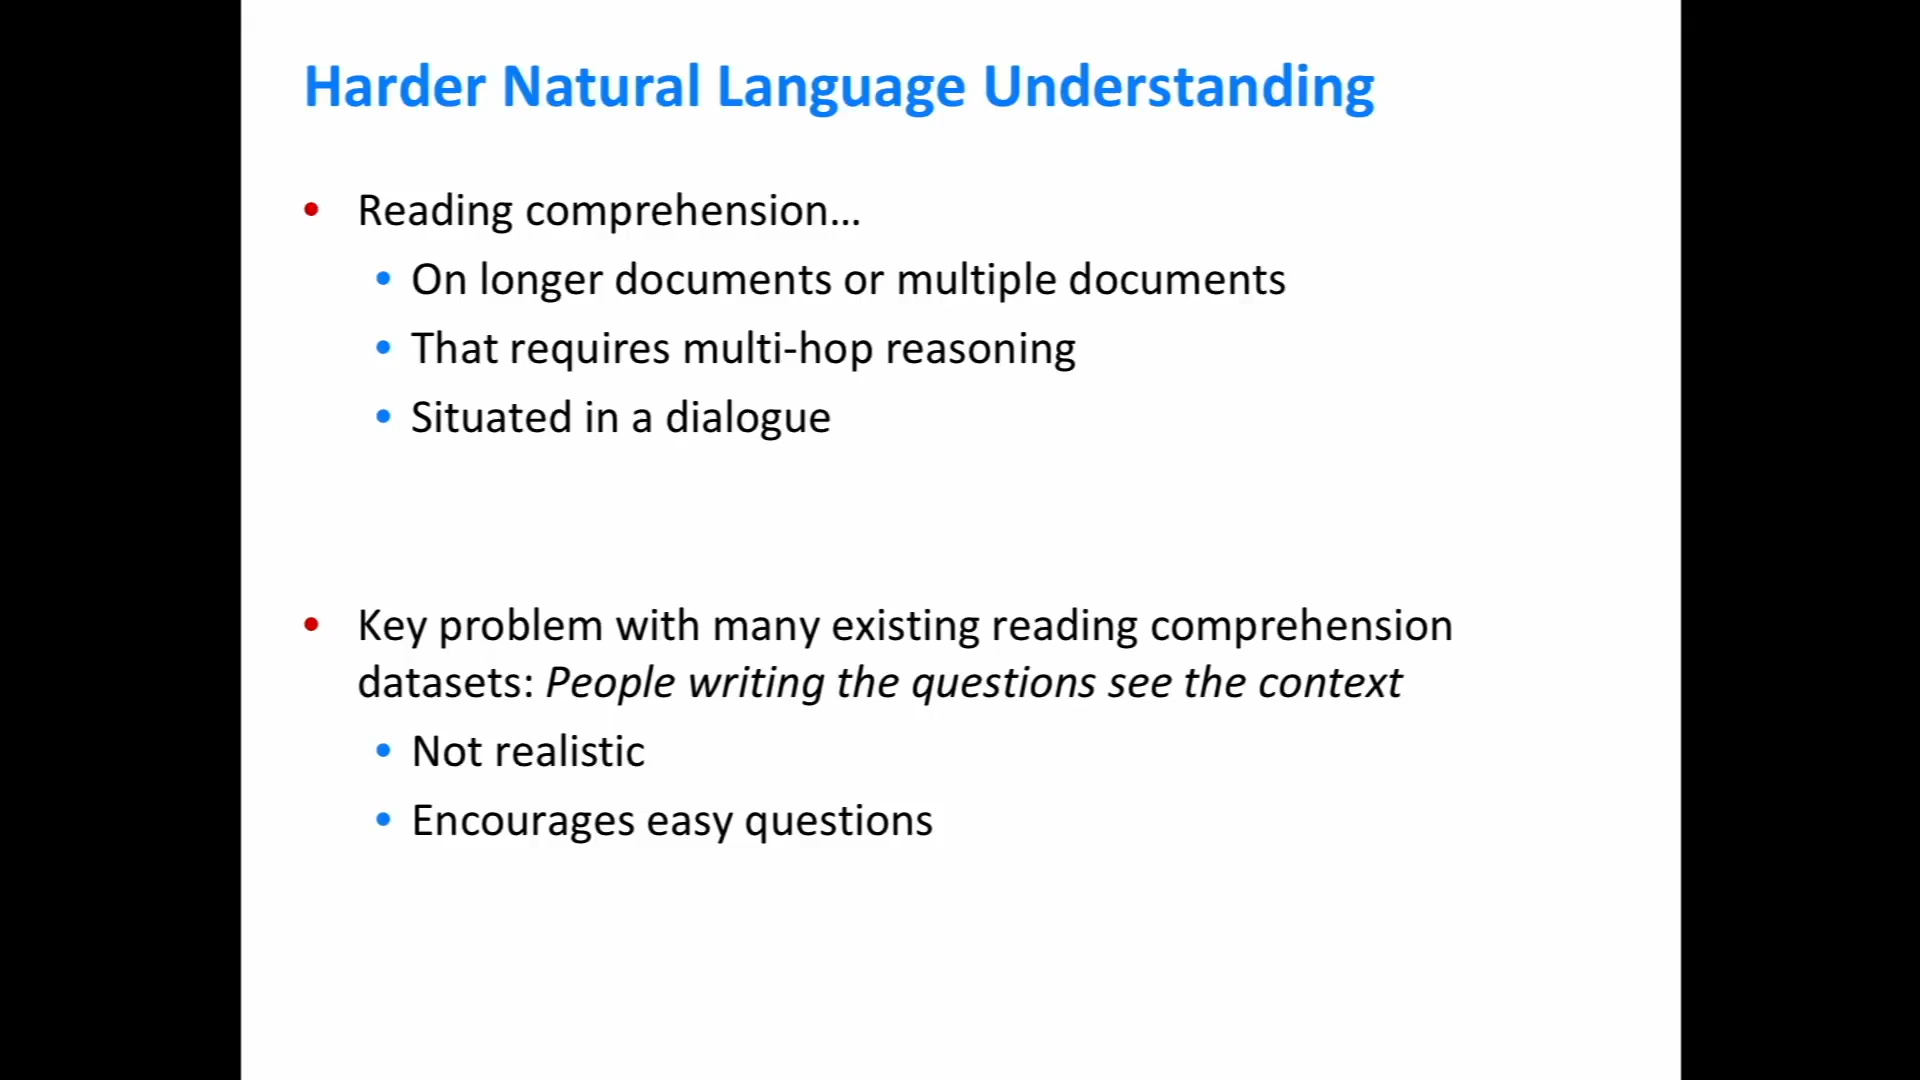 Harder Natural Language Understanding
• Reading comprehension…
• On longer documents or multiple documents
• That requires multi-hop reasoning
• Situated in a dialogue
• Key problem with many existing reading comprehension
datasets: People writing the questions see the context
• Not realistic
• Encourages easy questions